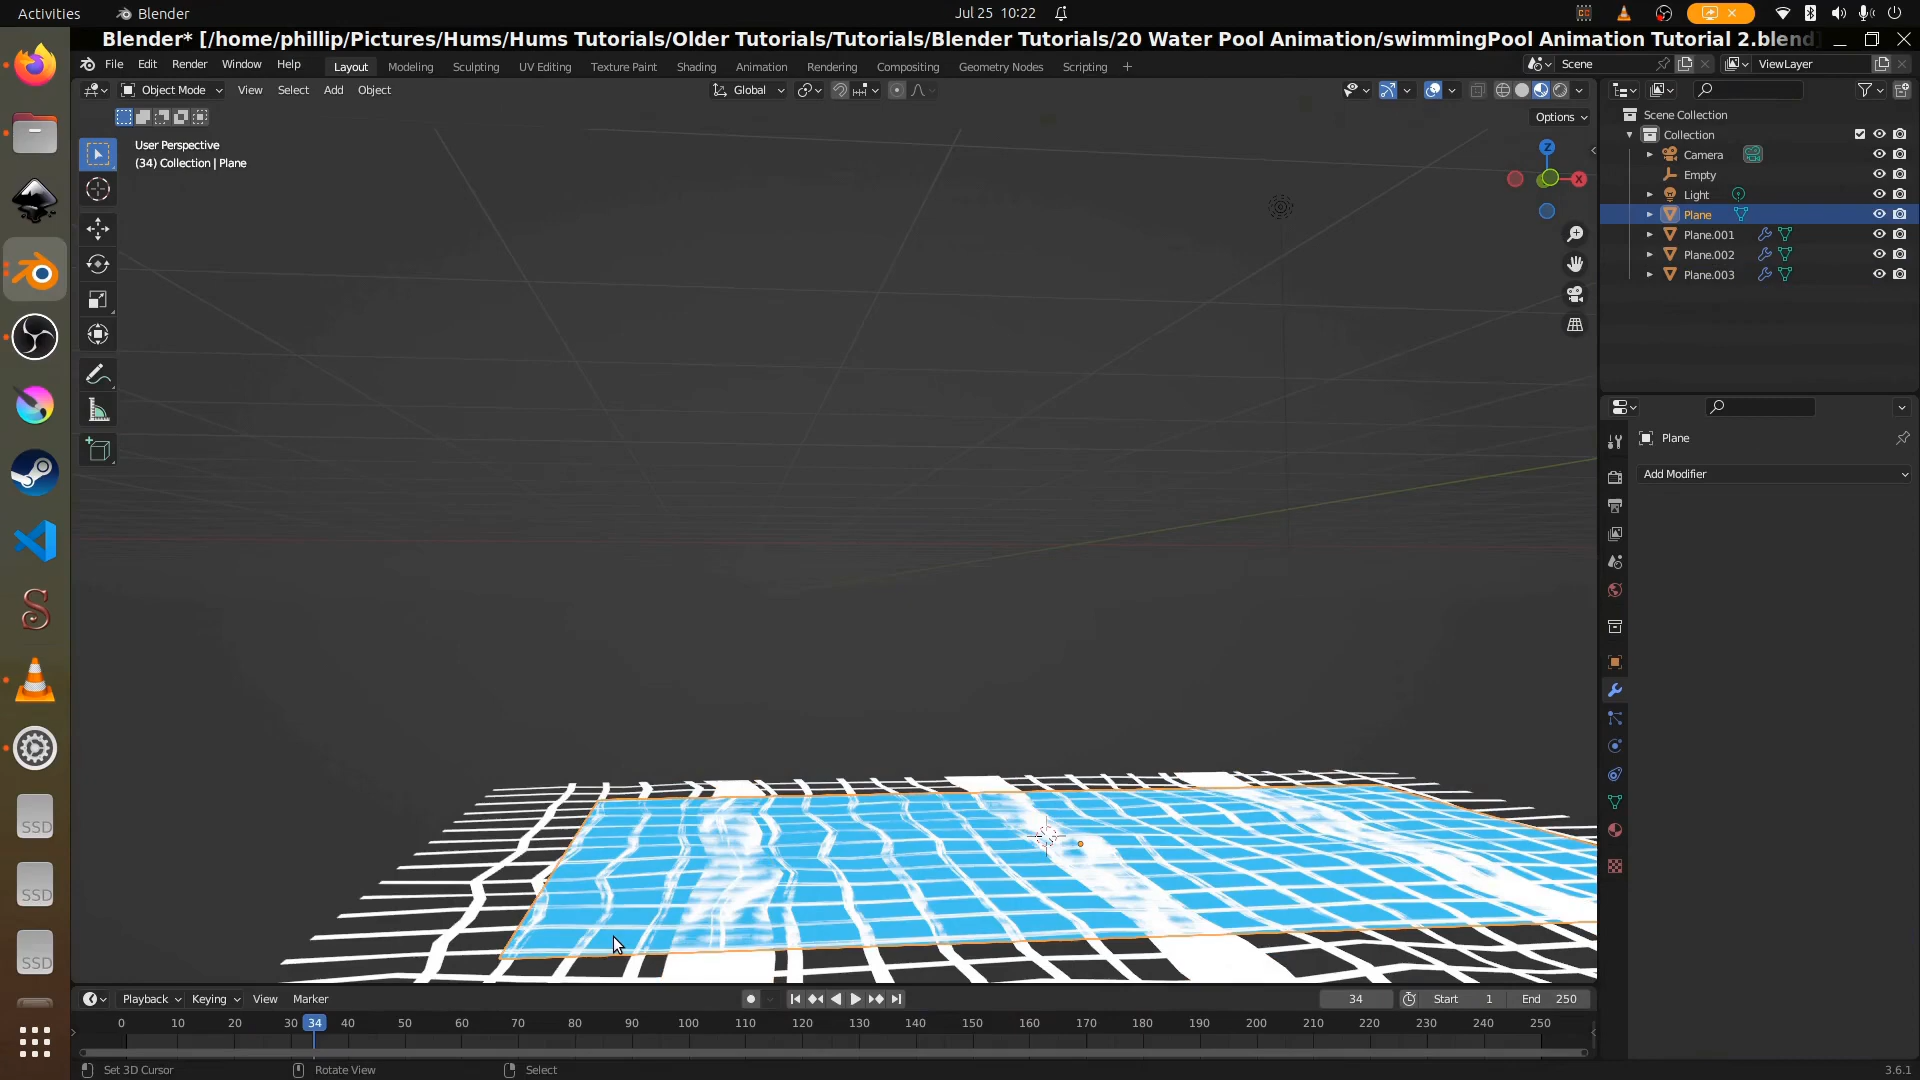 Activities Blender Jul 25 10:22
Blender* [/home/phillip/Pictures/Hums/Hums Tutorials/Older Tutorials/Tutorials/Blender Tutorials/20 Water Pool Animation/swimmingPool Animation Tutorial 2.blend]
File Edit Render Window Help Layout Modeling Sculpting UV Editing Texture Paint Shading Animation Rendering Compositing Geometry Nodes Scripting + Scene ViewLayer
Object Mode View Select Add Object Global
Options
User Perspective
(34) Collection | Plane
Z
X
Scene Collection
Collection
Camera
Empty
Light
Plane
Plane.001
Plane.002
Plane.003
Plane
Add Modifier
SSD
SSD
SSD
Playback Keying View Marker 34 Start 1 End 250
0 10 20 30 34 40 50 60 70 80 90 100 110 120 130 140 150 160 170 180 190 200 210 220 230 240 250
Set 3D Cursor Rotate View Select 3.6.1